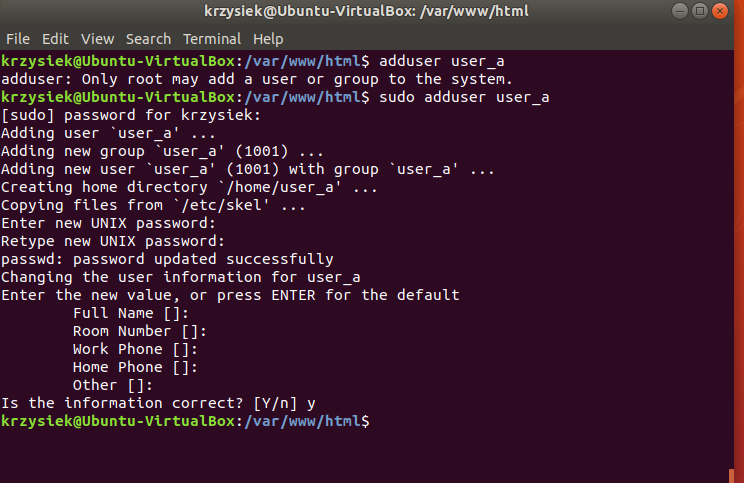 krzysiek@Ubuntu-VirtualBox: /var/www/html
File Edit View Search Terminal Help
krzysiek@Ubuntu-VirtualBox:/var/www/html$ adduser user_a
adduser: Only root may add a user or group to the system.
krzysiek@Ubuntu-VirtualBox:/var/www/html$ sudo adduser user_a
[sudo] password for krzysiek:
Adding user `user_a' ...
Adding new group `user_a' (1001) ...
Adding new user `user_a' (1001) with group `user_a' ...
Creating home directory `/home/user_a' ...
Copying files from `/etc/skel' ...
Enter new UNIX password:
Retype new UNIX password:
passwd: password updated successfully
Changing the user information for user_a
Enter the new value, or press ENTER for the default
Full Name []:
Room Number []:
Work Phone []:
Home Phone []:
Other []:
Is the information correct? [Y/n] y
krzysiek@Ubuntu-VirtualBox:/var/www/html$